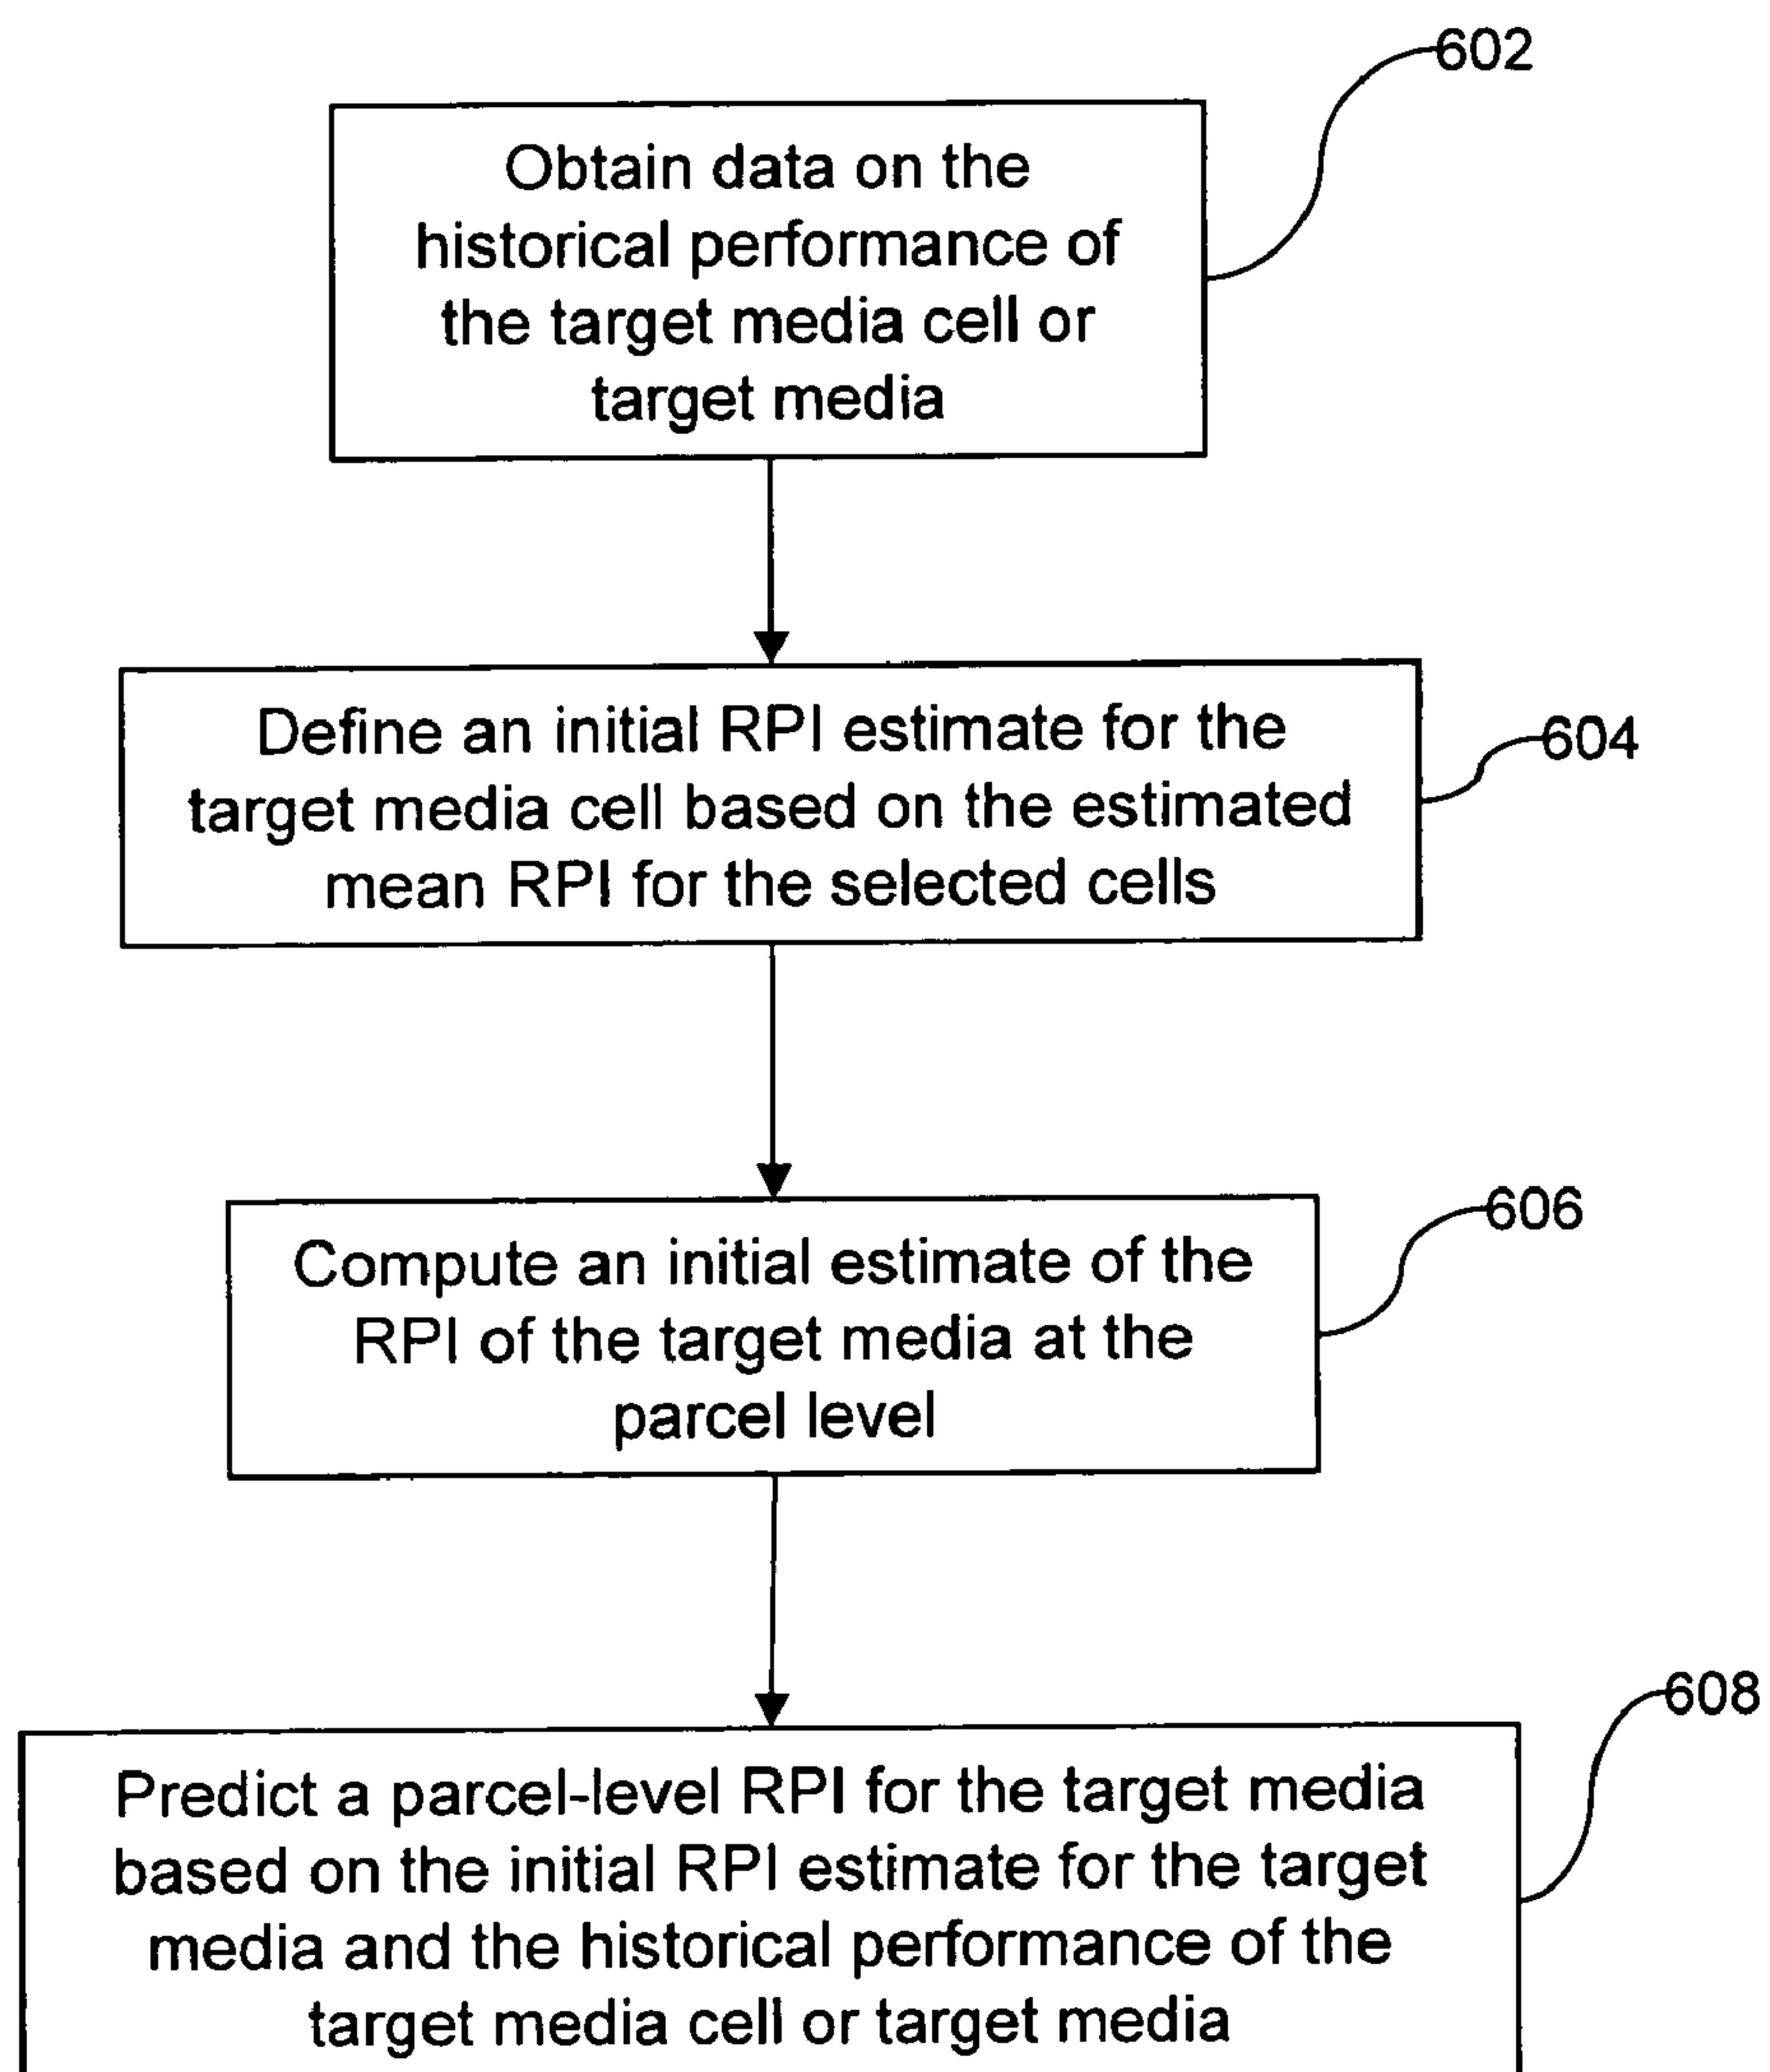 602
Obtain data on the
historical performance of
the target media cell or
target media
Define an initial RPI estimate for the
target media cell based on the estimated
mean RPI for the selected cells
604
Compute an initial estimate of the
RPI of the target media at the
parcel level
606
Predict a parcel-level RPI for the target media
based on the initial RPI estimate for the target
media and the historical performance of the
target media cell or target media
608